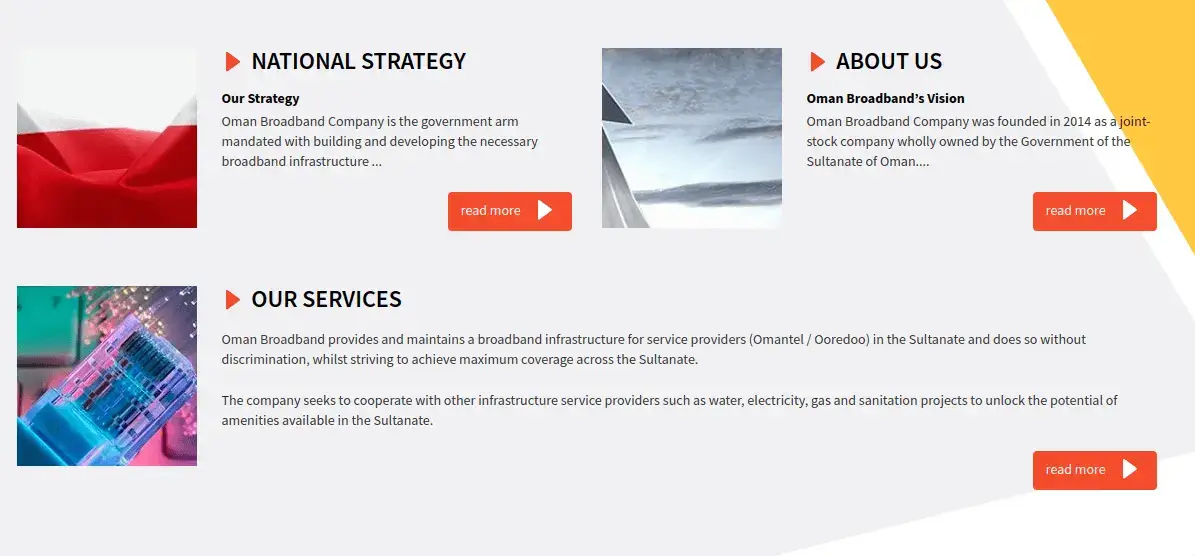 NATIONAL STRATEGY
Our Strategy
Oman Broadband Company is the government arm
mandated with building and developing the necessary
broadband infrastructure ...
read more
ABOUT US
Oman Broadband’s Vision
Oman Broadband Company was founded in 2014 as a joint-
stock company wholly owned by the Government of the
Sultanate of Oman....
read more
OUR SERVICES
Oman Broadband provides and maintains a broadband infrastructure for service providers (Omantel / Ooredoo) in the Sultanate and does so without
discrimination, whilst striving to achieve maximum coverage across the Sultanate.
The company seeks to cooperate with other infrastructure service providers such as water, electricity, gas and sanitation projects to unlock the potential of
amenities available in the Sultanate.
read more